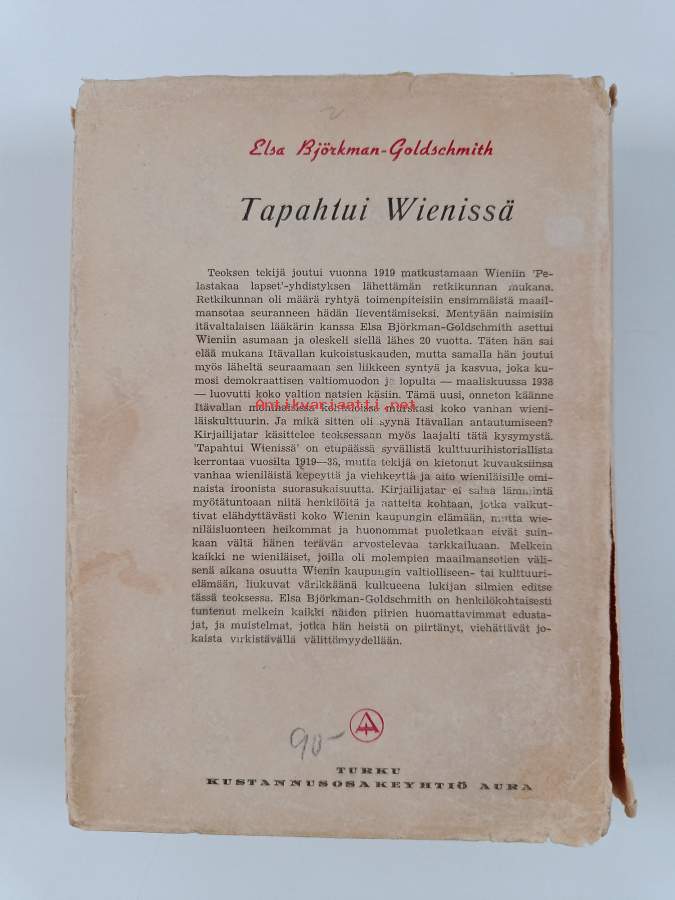 Elsa Björkman-Goldschmith
Tapahtui Wienissä
Teoksen tekijä joutui vuonna 1919 matkustamaan Wieniin 'Pe-
lastakaa lapset'-yhdistyksen lähettämän retkikunnan mukana.
Retkikunnan oli määrä ryhtyä toimenpiteisiin ensimmäistä maail-
mansotaa seuranneen hädän lieventämiseksi. Mentyään naimisiin
itävaltalaisen lääkärin kanssa Elsa Björkman-Goldschmith asettui
Wieniin asumaan ja oleskeli siellä lähes 20 vuotta. Täten hän sai
elää mukana Itävallan kukoistuskauden, mutta samalla hän joutui
myös läheltä seuraamaan sen liikkeen syntyä ja kasvua, joka ku-
mosi demokraattisen valtiomuodon ja lopulta — maaliskuussa 1938
— luovutti koko valtion natsien käsiin. Tämä uusi, onneton käänne
Antikvariaatti.net
Itävallan moninaisissa kohtaloissa murskasi koko vanhan wieni-
läiskulttuurin. Ja mikä sitten oli syynä Itävallan antautumiseen?
Kirjailijatar käsittelee teoksessaan myös laajalti tätä kysymystä.
'Tapahtui Wienissä' on etupäässä syvällistä kulttuurihistoriallista
kerrontaa vuosilta 1919—38, mutta tekijä on kietonut kuvauksiinsa
vanhaa wieniläistä kepeyttä ja viehkeyttä ja aito wieniläisille omi-
naista iroonista suorasukaisuutta. Kirjailijatar ei salaa lämmintä
myötätuntoaan niitä henkilöitä ja aatteita kohtaan, jotka vaikut-
tivat elähdyttävästi koko Wienin kaupungin elämään, mutta wie-
niläisluonteen heikommat ja huonommat puoletkaan eivät suin-
kaan vältä hänen terävän arvostelevaa tarkkailuaan. Melkein
kaikki ne wieniläiset, joilla oli molempien maailmansotien väli-
senä aikana osuutta Wienin kaupungin valtiolliseen- tai kulttuuri-
elämään, liukuvat värikkäänä kulkueena lukijan silmien editse
tässä teoksessa. Elsa Björkman-Goldschmith on henkilökohtaisesti
tuntenut melkein kaikki näiden piirien huomattavimmat edusta-
jat, ja muistelmat, jotka hän heistä on piirtänyt, viehättävät jo-
kaista virkistävällä välittömyydellään.
90-
TURKU
KUSTANNUSOSAKEYHTIÖ AURA